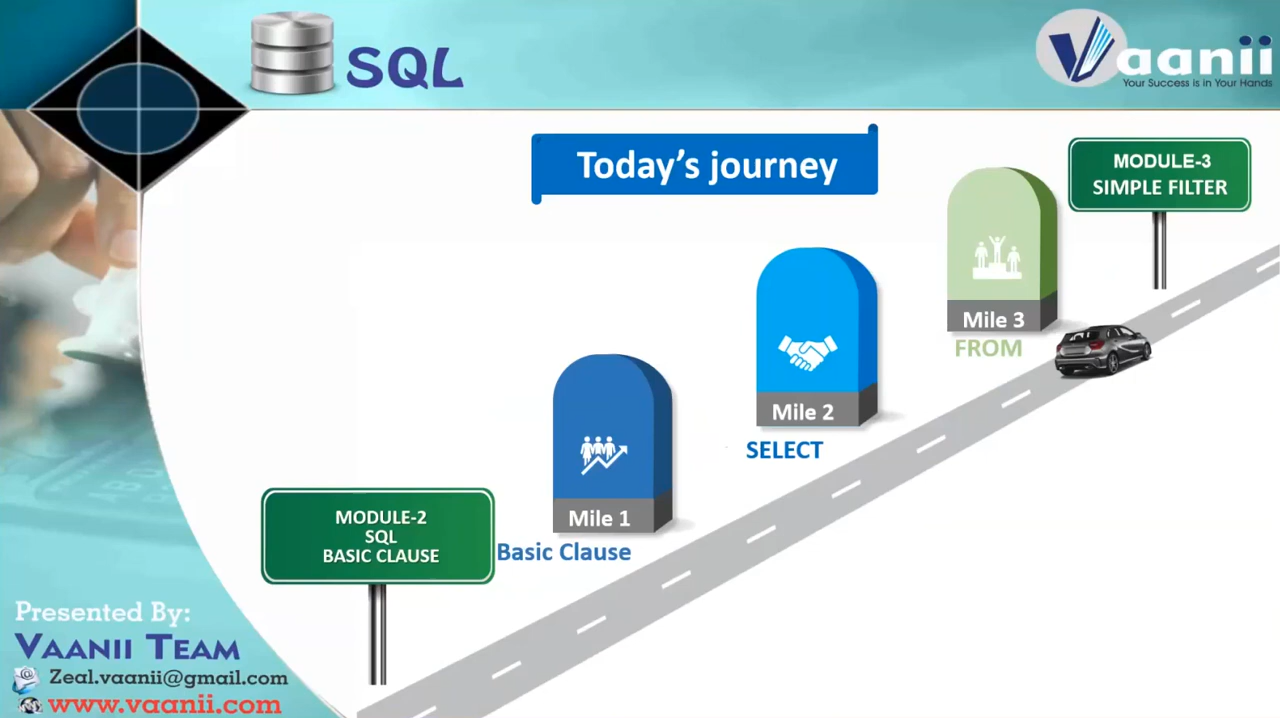 SQL
Vaanii
Your Success is in Your Hands
Today's journey
MODULE-3
SIMPLE FILTER
Mile 3
FROM
Mile 2
SELECT
Mile 1
Basic Clause
MODULE-2
SQL
BASIC CLAUSE
Presented By:
VAANII TEAM
Zeal.vaanii@gmail.com
www.vaanii.com